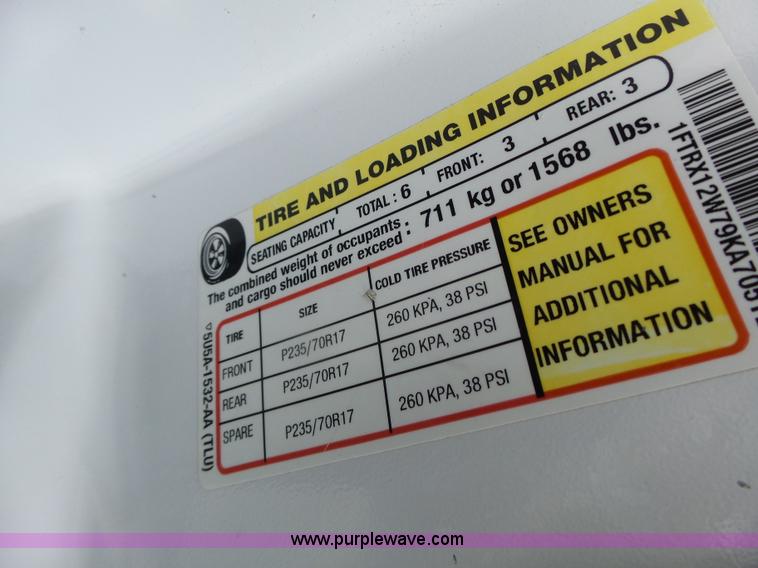 TIRE AND LOADING INFORMATION
SEATING CAPACITY TOTAL : 6 FRONT: 3 REAR: 3
The combined weight of occupants and cargo should never exceed : 711 kg or 1568 lbs.
TIRE SIZE COLD TIRE PRESSURE
FRONT P235/70R17 260 KPA, 38 PSI
REAR P235/70R17 260 KPA, 38 PSI
SPARE P235/70R17 260 KPA, 38 PSI
SEE OWNERS
MANUAL FOR
ADDITIONAL
INFORMATION
5U5A-1532-AA (TLU)
1FTRX12W79KA7051
www.purplewave.com